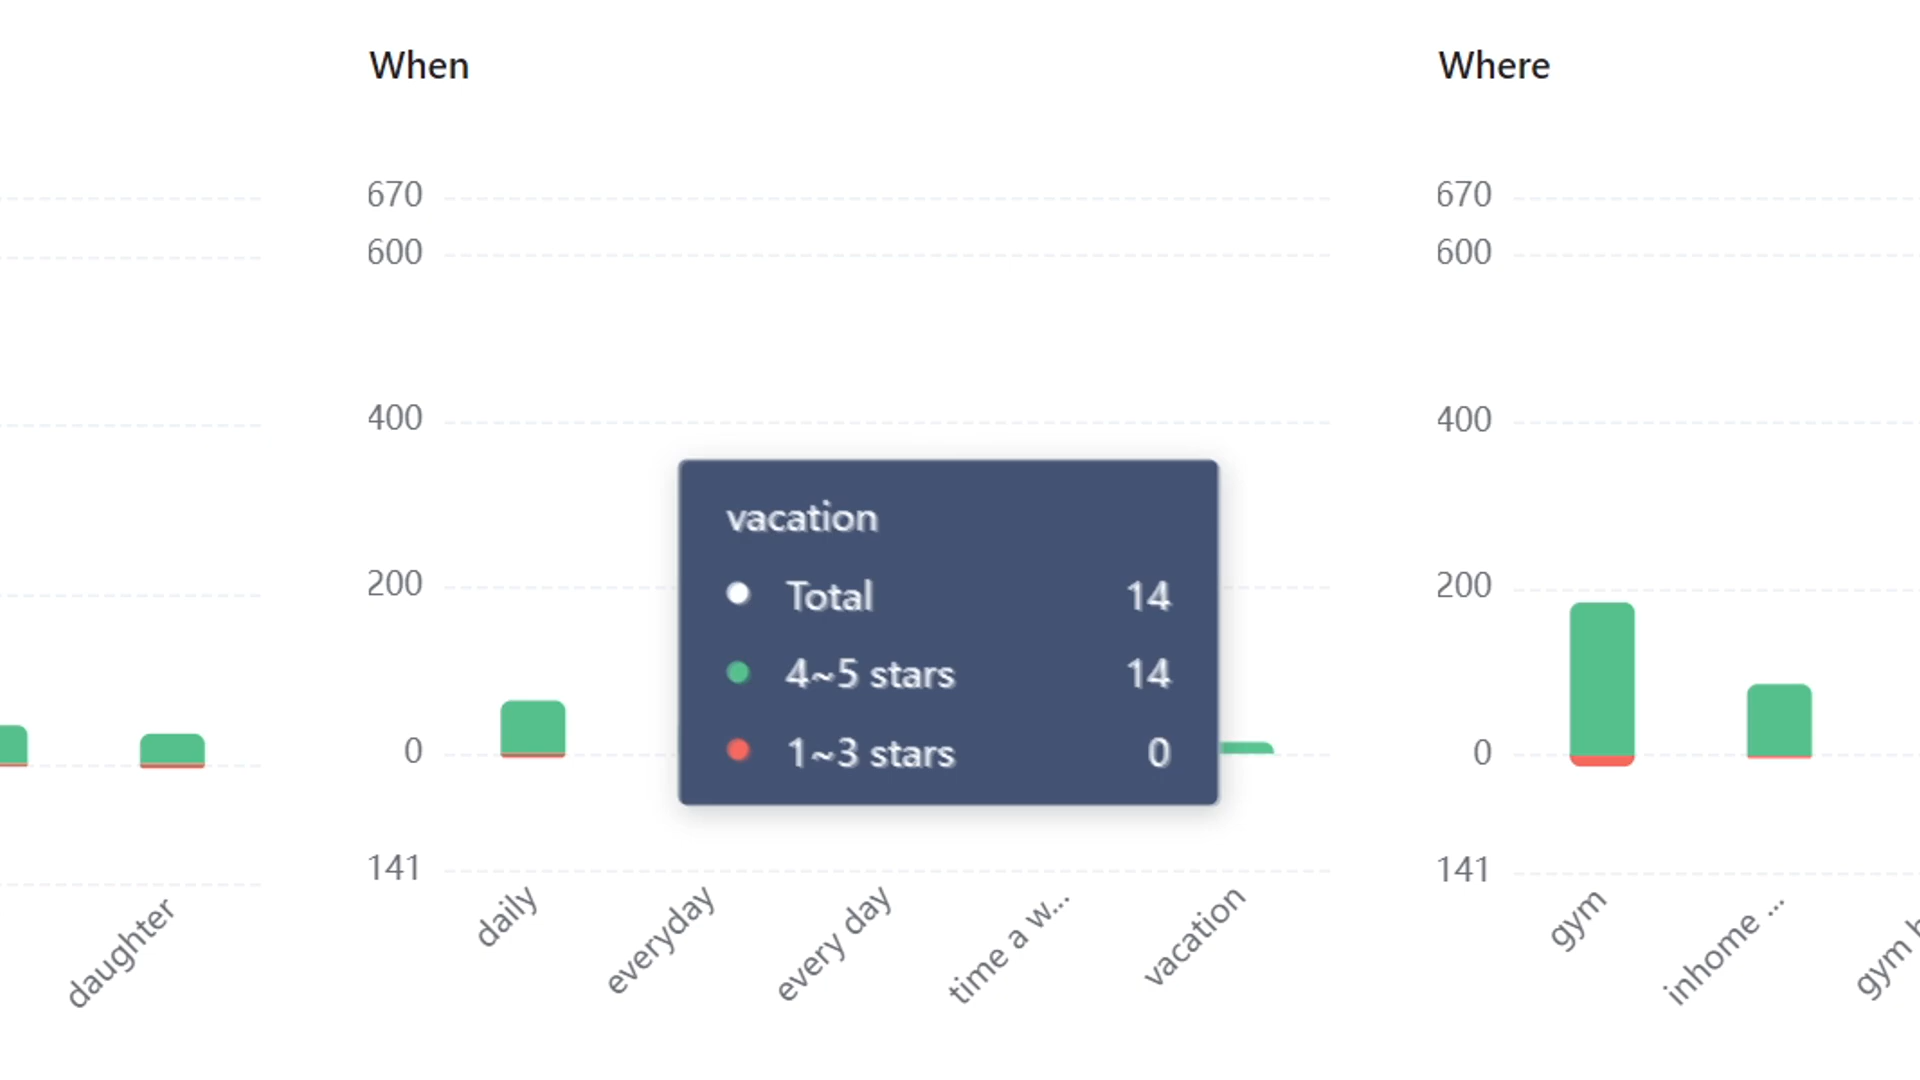 When
670
600
400
200
0
141
daily
everyday
every day
time a w...
vacation
vacation
Total 14
4~5 stars 14
1~3 stars 0
Where
670
600
400
200
0
141
gym
inhome ...
gym
daughter